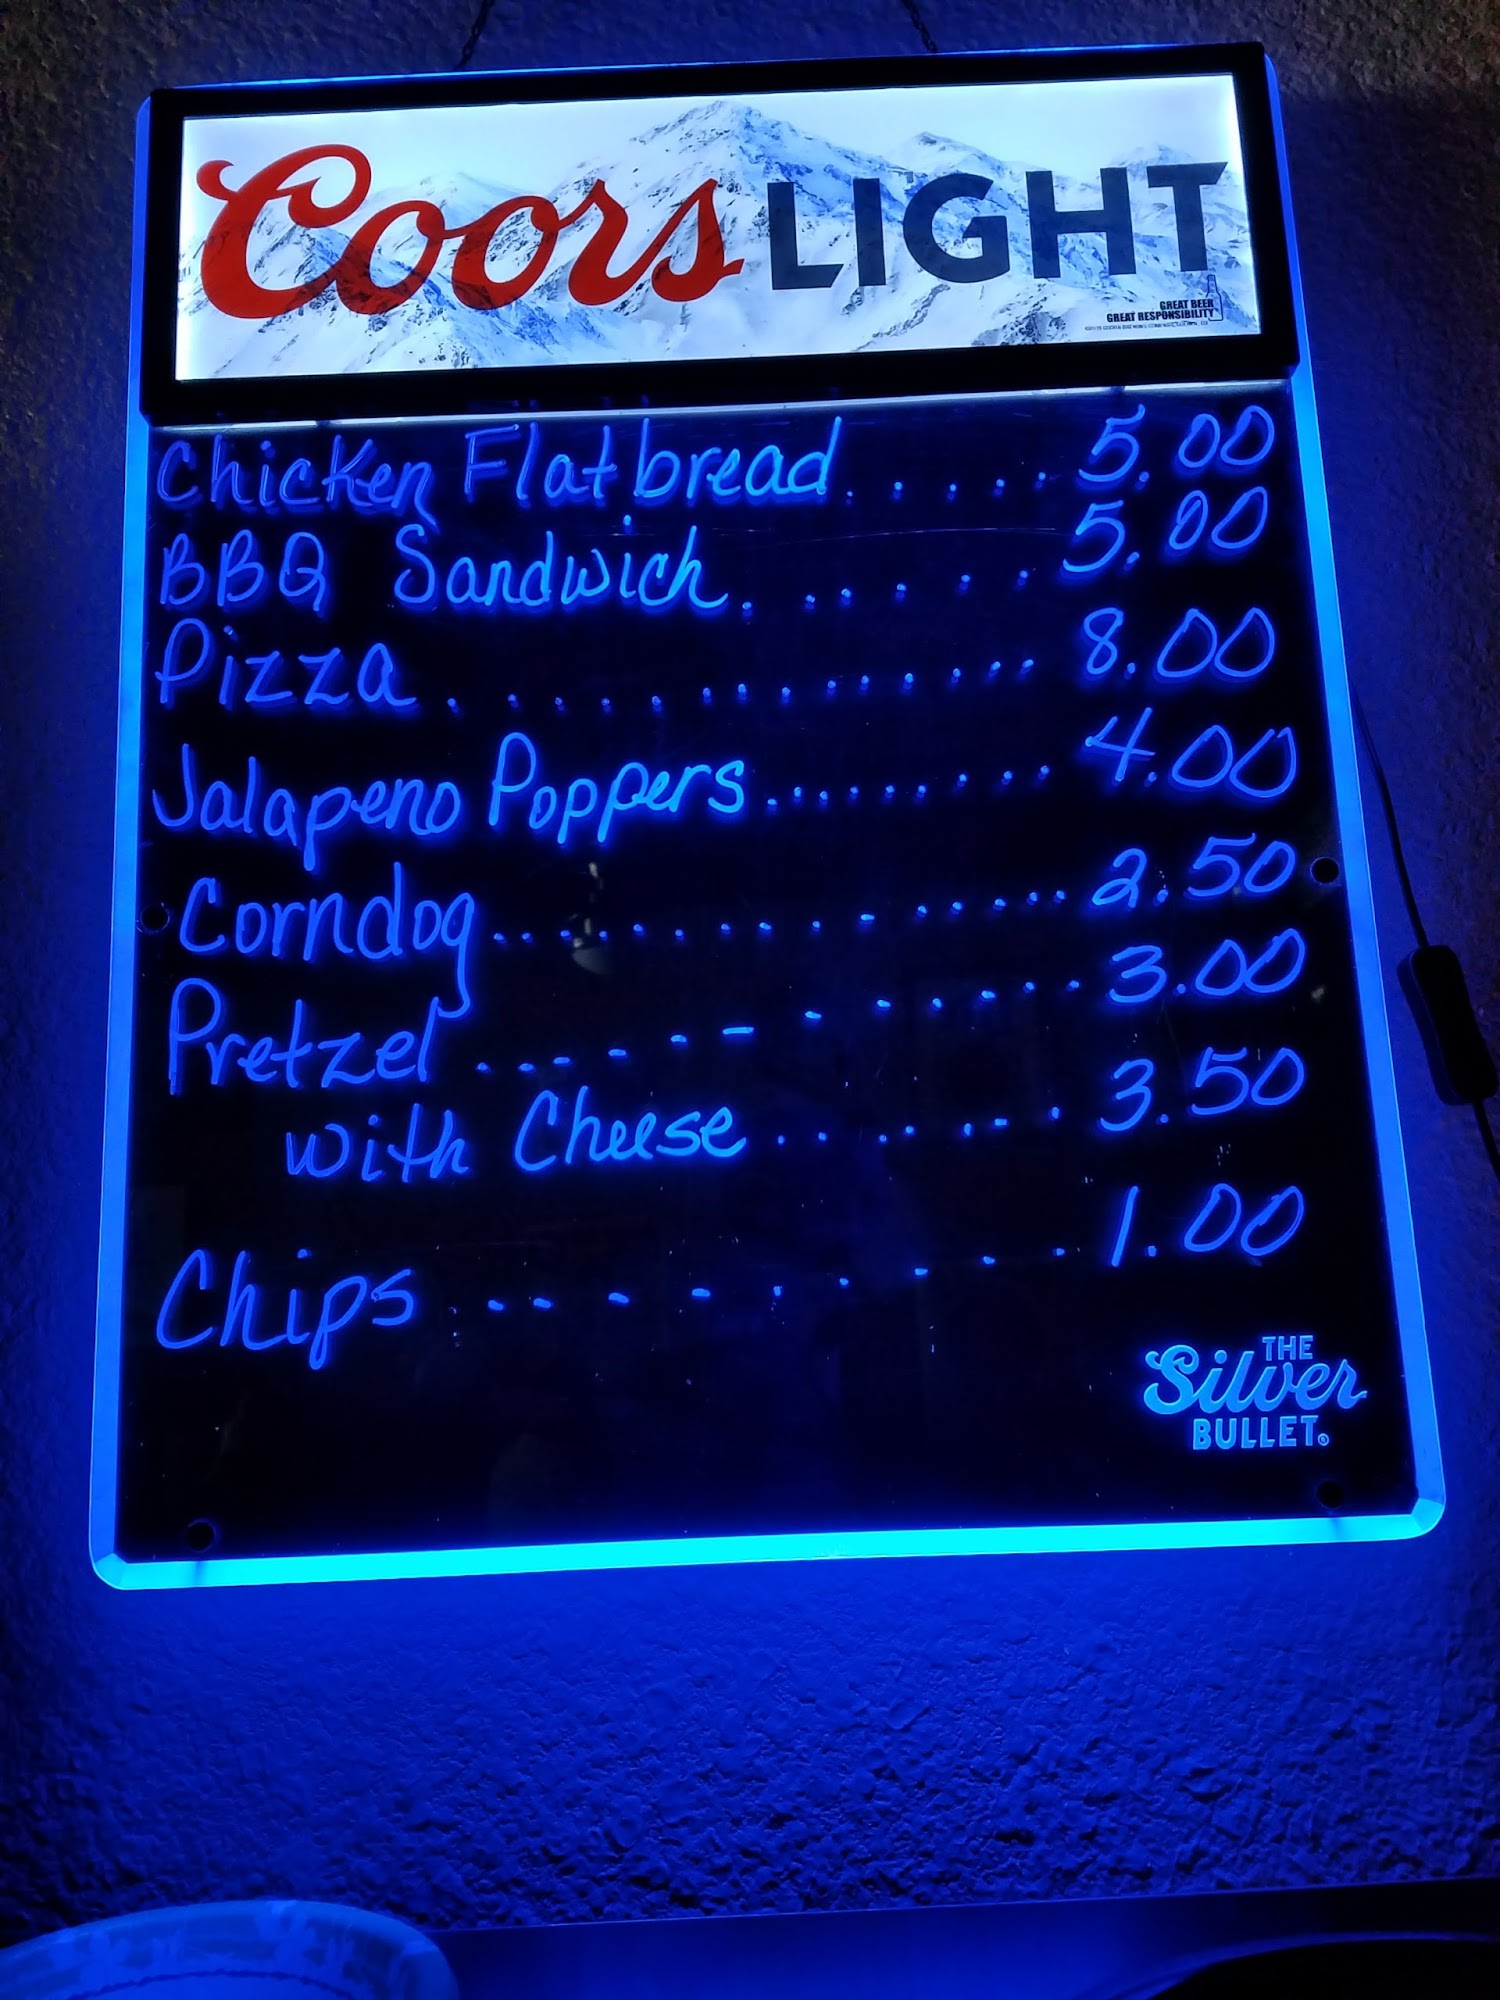 Coors LIGHT
GREAT BEER
GREAT RESPONSIBILITY
Chicken Flatbread. . . . . 5.00
BBQ Sandwich. . . . . . . 5.00
Pizza . . . . . . . . . . . . . . 8.00
Jalapeno Poppers . . . . . . . . . 4.00
Corndog . . . . . . . . . . . . . . . . 2.50
Pretzel . . . - - - - . . . . . . 3.00
with Cheese . . . . . . . 3.50
Chips . - - - - . . . . . 1.00
THE
Silver
BULLET®